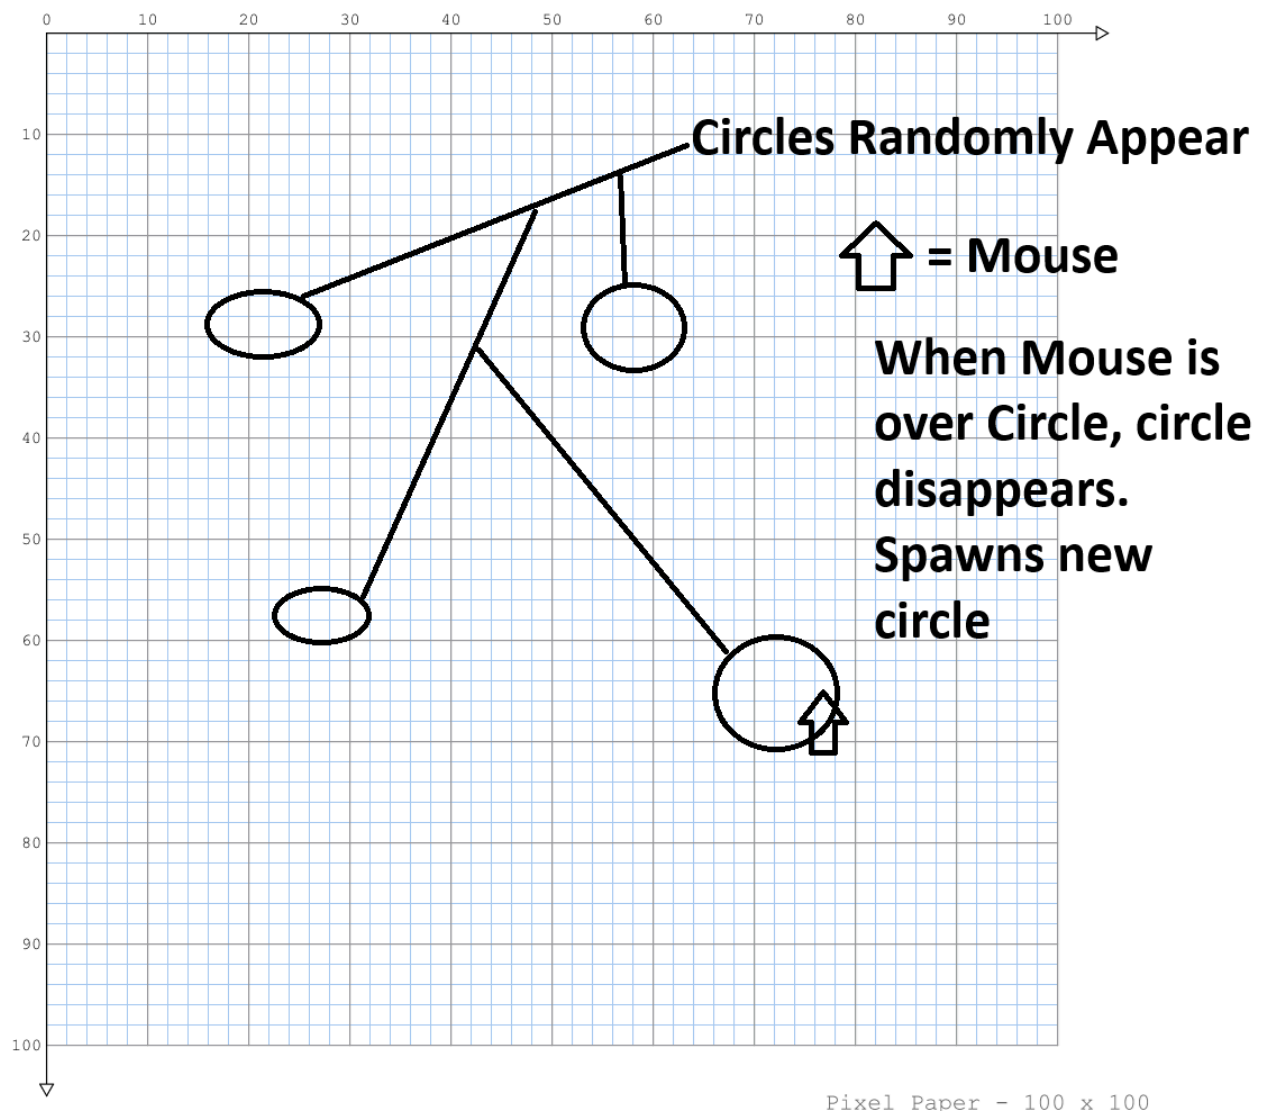 0 10 20 30 40 50 60 70 80 90 100
10
Circles Randomly Appear
20
= Mouse
30
When Mouse is
over Circle, circle
40
disappears.
50
Spawns new
circle
60
70
80
90
100
Pixel Paper - 100 x 100